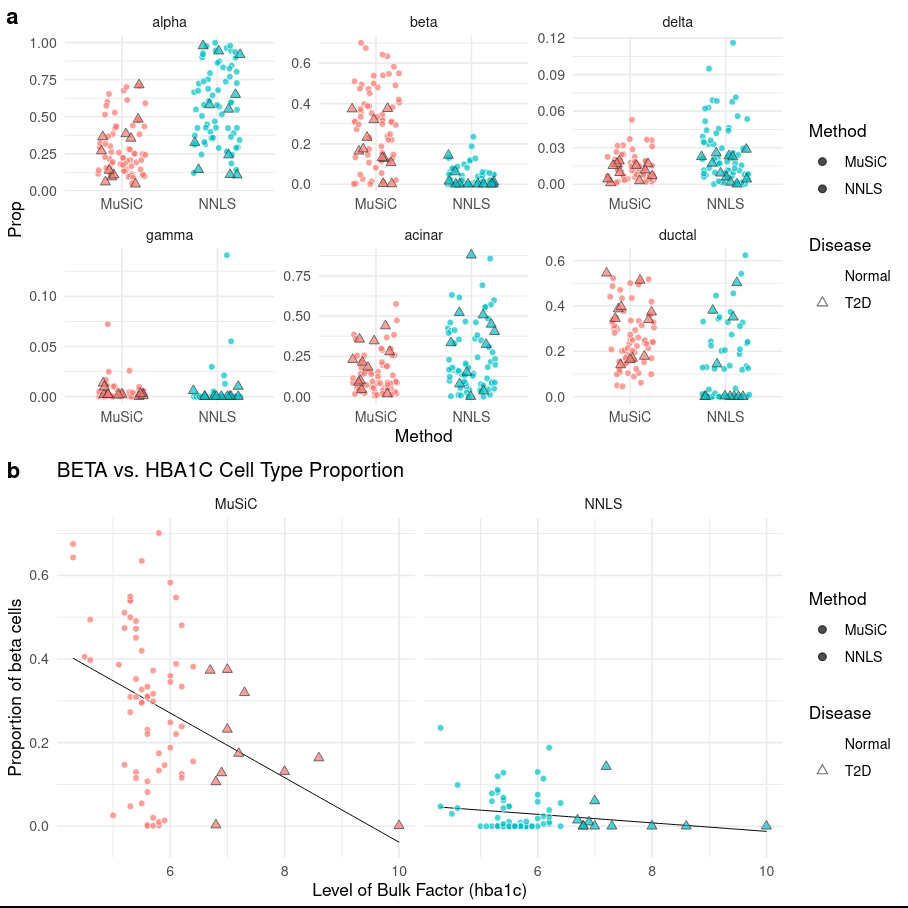 a
alpha
beta
delta
1.00
0.75
0.50
0.25
0.00
0.6
0.4
0.2
0.0
0.12
0.09
0.06
0.03
0.00
MuSiC
NNLS
MuSiC
NNLS
MuSiC
NNLS
Prop
gamma
acinar
ductal
0.10
0.05
0.00
0.75
0.50
0.25
0.00
0.6
0.4
0.2
0.0
MuSiC
NNLS
MuSiC
NNLS
MuSiC
NNLS
Method
Method
MuSiC
NNLS
Disease
Normal
T2D
b
BETA vs. HBA1C Cell Type Proportion
MuSiC
NNLS
Proportion of beta cells
0.6
0.4
0.2
0.0
6
8
10
6
8
10
Level of Bulk Factor (hba1c)
Method
MuSiC
NNLS
Disease
Normal
T2D